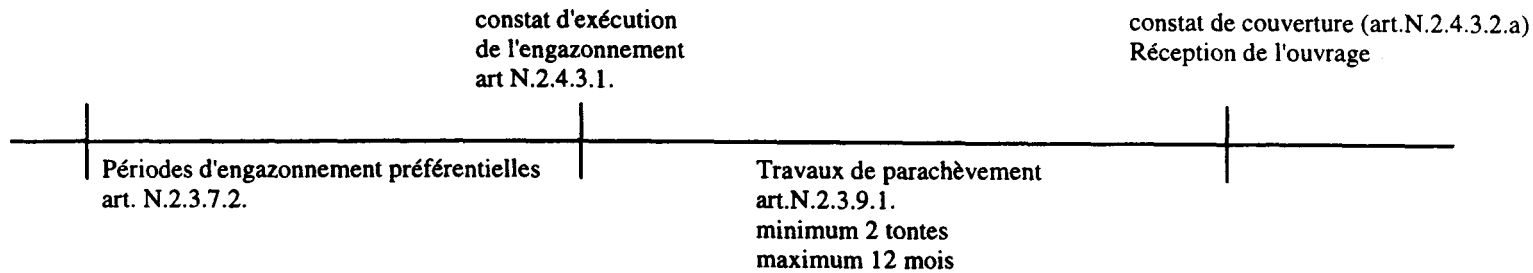 constat d'exécution
de l'engazonnement
art N.2.4.3.1.
constat de couverture (art.N.2.4.3.2.a)
Réception de l'ouvrage
Périodes d'engazonnement préférentielles
art. N.2.3.7.2.
Travaux de parachèvement
art.N.2.3.9.1.
minimum 2 tontes
maximum 12 mois